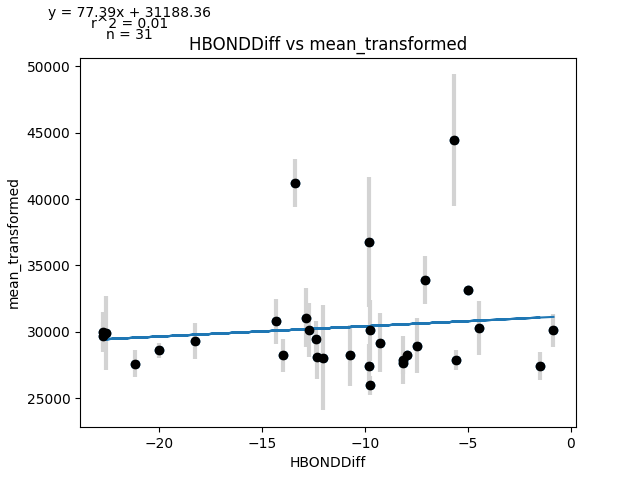 y = 77.39x + 31188.36
r^2 = 0.01
n = 31
HBONDDiff vs mean_transformed
50000
45000
40000
35000
30000
25000
mean_transformed
−20
−15
−10
−5
0
HBONDDiff